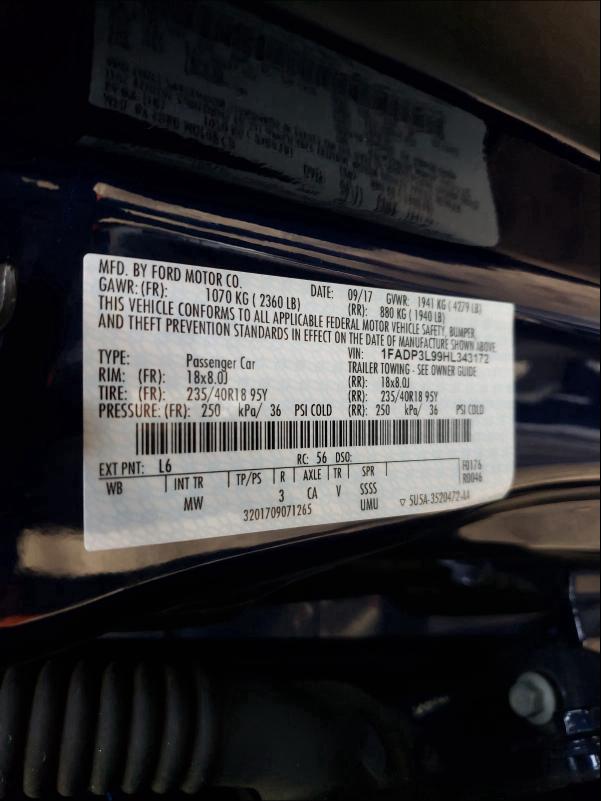 MFD. BY FORD MOTOR CO.
DATE: 09/17 GVWR: 1941 KG ( 4279 LB)
GAWR: (FR): 1070 KG ( 2360 LB) (RR): 880 KG ( 1940 LB)
THIS VEHICLE CONFORMS TO ALL APPLICABLE FEDERAL MOTOR VEHICLE SAFETY, BUMPER,
AND THEFT PREVENTION STANDARDS IN EFFECT ON THE DATE OF MANUFACTURE SHOWN ABOVE.
VIN: 1FADP3L99HL343172
TYPE: Passenger Car TRAILER TOWING - SEE OWNER GUIDE
RIM: (FR): 18x8.0J (RR): 18x8.0J
TIRE: (FR): 235/40R18 95Y (RR): 235/40R18 95Y
PRESSURE: (FR): 250 kPa/ 36 PSI COLD (RR): 250 kPa/ 36 PSI COLD
EXT PNT: L6 RC: 56 DSO: F0176
WB INT TR TP/PS R AXLE TR SPR R0046
MW 3 CA V SSSS
3201709071265 UMU ▽ 5U5A-3520472-AA